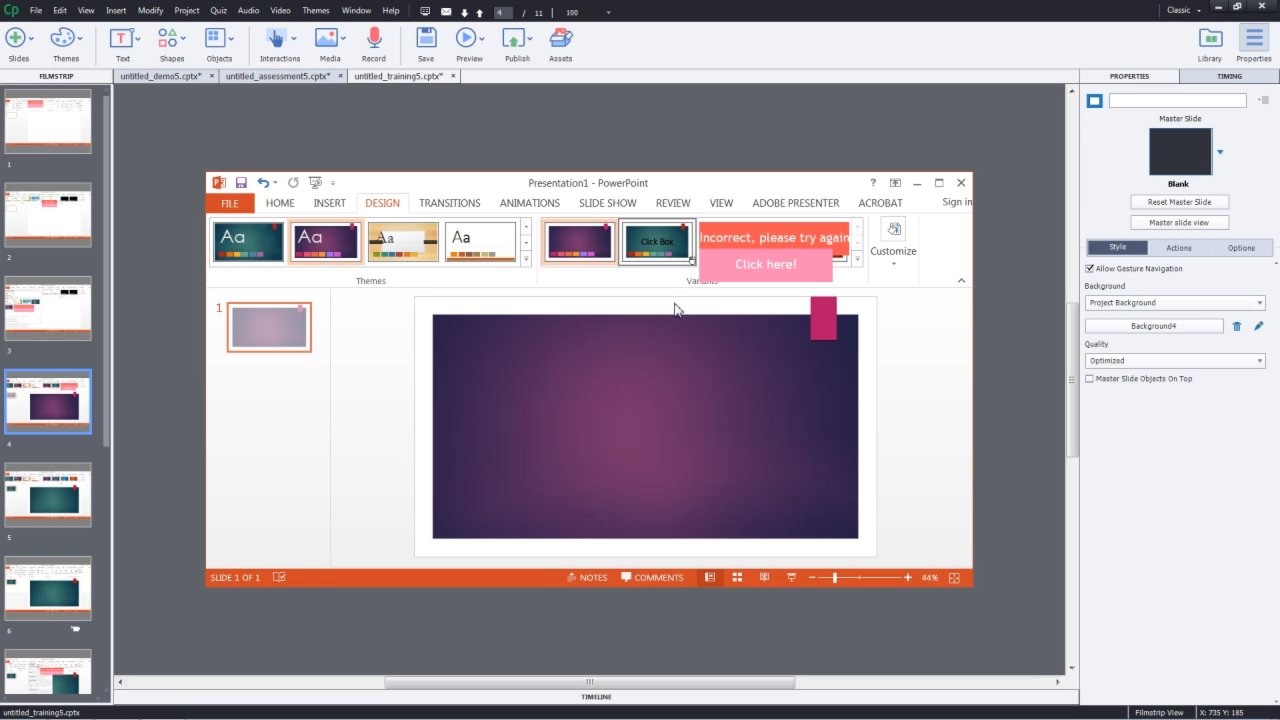 Cp File Edit View Insert Modify Project Quiz Audio Video Themes Window Help 4 / 11 100 Classic
Slides Themes Text Shapes Objects Interactions Media Record Save Preview Publish Assets Library Properties
FILMSTRIP untitled_demo5.cptx* × untitled_assessment5.cptx* × untitled_training5.cptx* × PROPERTIES TIMING
Presentation1 - PowerPoint ?
FILE HOME INSERT DESIGN TRANSITIONS ANIMATIONS SLIDE SHOW REVIEW VIEW ADOBE PRESENTER ACROBAT Sign in
Aa Aa Aa Aa Click Box Incorrect, please try again
Click here!
Customize
Themes
1
SLIDE 1 OF 1 NOTES COMMENTS 44%
1
2
3
4
5
6
Master Slide
Blank
Reset Master Slide
Master slide view
Style Actions Options
Allow Gesture Navigation
Background
Project Background
Background4
Quality
Optimized
Master Slide Objects On Top
TIMELINE
untitled_training5.cptx Filmstrip View X: 735 Y: 185